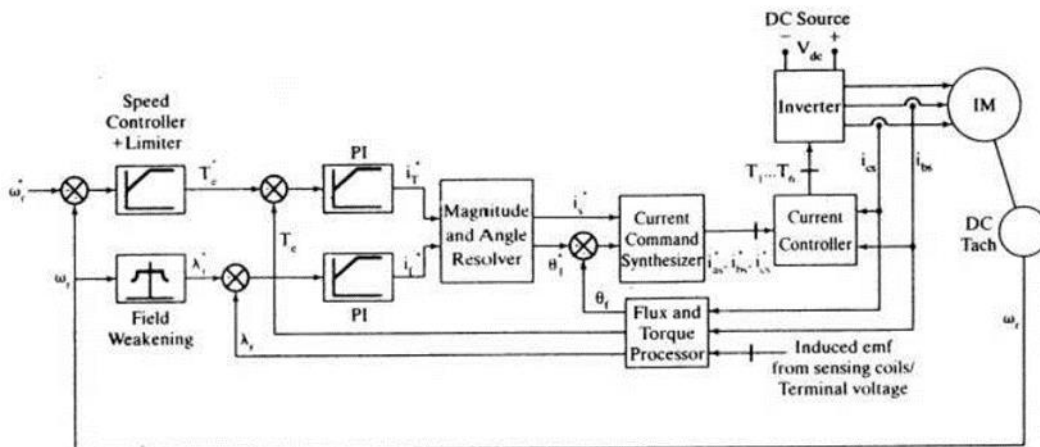 DC Source
− +
V_dc
Speed
Controller
+Limiter
Inverter
IM
PI
ω_r*
T_e*
i_T*
T_1...T_6
i_cs
i_bs
Magnitude
and Angle
Resolver
i_s*
Current
Command
Synthesizer
Current
Controller
DC
Tach
T_e
θ_T*
i_as*, i_bs*, i_cs*
ω_r
λ_r*
i_f*
Field
Weakening
PI
θ_f
Flux and
Torque
Processor
ω_r
λ_r
Induced emf
from sensing coils/
Terminal voltage